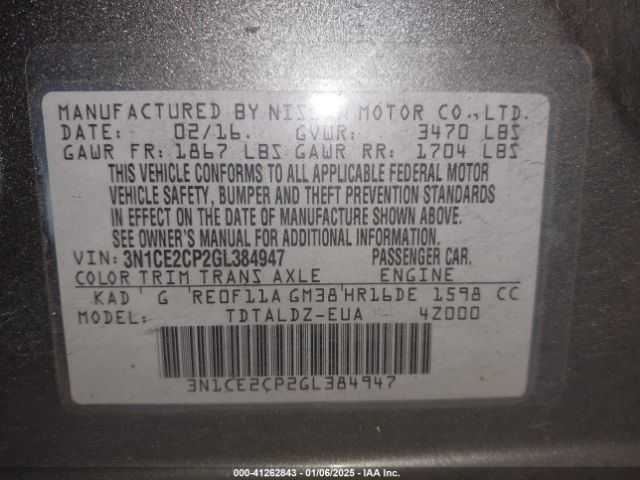 MANUFACTURED BY NISSAN MOTOR CO., LTD.
DATE: 02/16. GVWR: 3470 LBS
GAWR FR: 1867 LBS GAWR RR: 1704 LBS
THIS VEHICLE CONFORMS TO ALL APPLICABLE FEDERAL MOTOR
VEHICLE SAFETY, BUMPER AND THEFT PREVENTION STANDARDS
IN EFFECT ON THE DATE OF MANUFACTURE SHOWN ABOVE.
SEE OWNER'S MANUAL FOR ADDITIONAL INFORMATION.
VIN: 3N1CE2CP2GL384947 PASSENGER CAR.
COLOR TRIM TRANS AXLE ENGINE
KAD G RE0F11A GM38 HR16DE 1598 CC
MODEL: TDTALDZ-EUA 4Z000
3N1CE2CP2GL384947
000-41262843 - 01/06/2025 - IAA Inc.